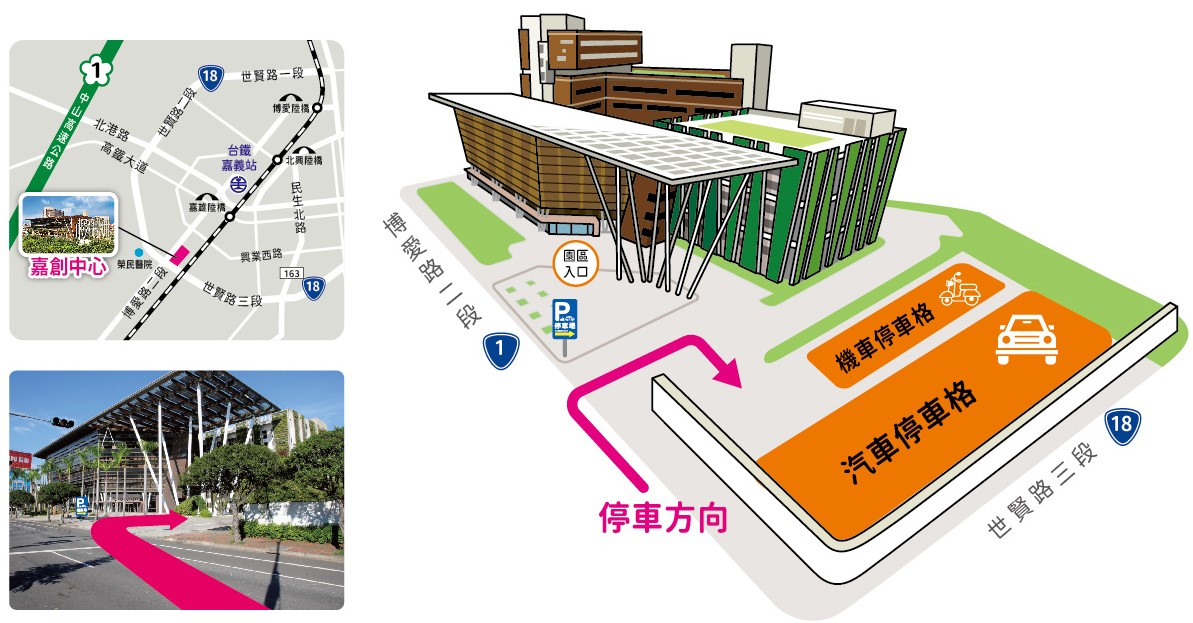 1
中山高速公路
18
世賢路一段
世賢路二段
博愛陸橋
北港路
高鐵大道
台鐵
嘉義站
北興陸橋
民生北路
嘉雄陸橋
嘉創中心
榮民醫院
興業西路
163
18
博愛路二段
世賢路三段
P
園區
入口
P
停車場
博愛路二段
1
機車停車格
汽車停車格
停車方向
18
世賢路三段